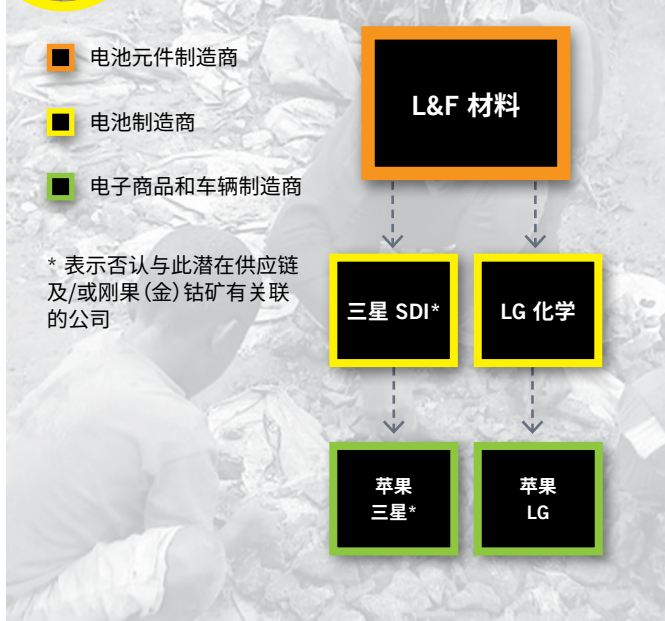 电池元件制造商
电池制造商
电子商品和车辆制造商
* 表示否认与此潜在供应链
及/或刚果(金)钴矿有关联
的公司
L&F 材料
三星 SDI*
LG 化学
苹果
三星*
苹果
LG